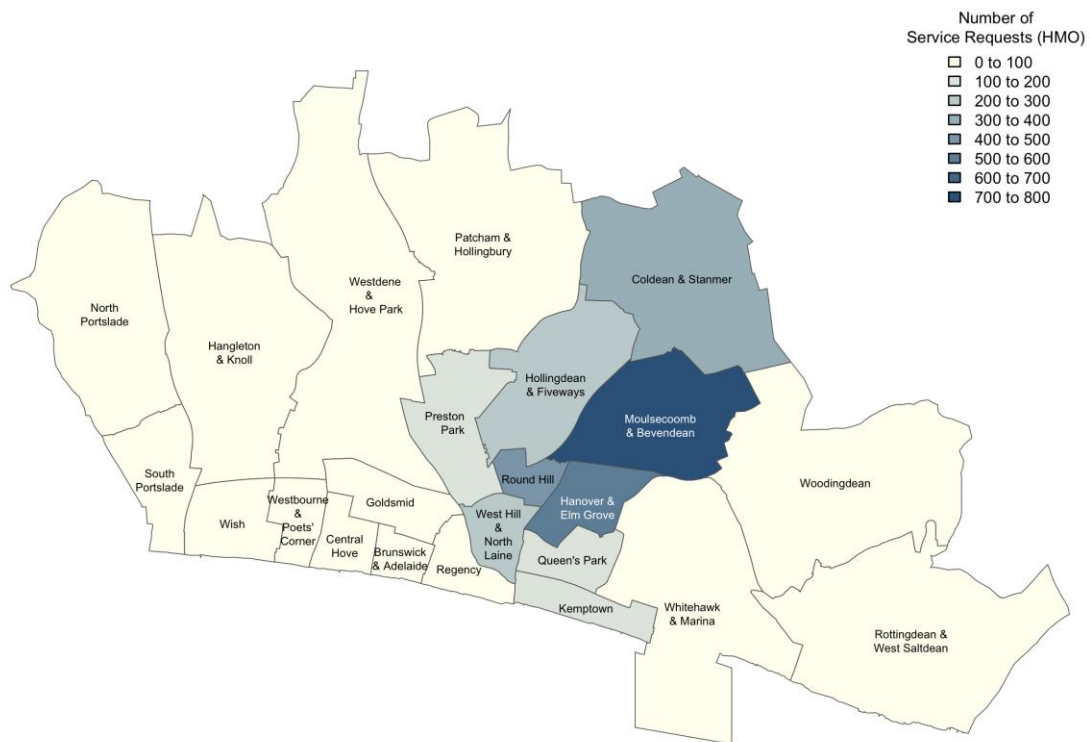 Number of
Service Requests (HMO)
0 to 100
100 to 200
200 to 300
300 to 400
400 to 500
500 to 600
600 to 700
700 to 800
Patcham &
Hollingbury
Coldean & Stanmer
Westdene
& Hove Park
North
Portslade
Hangleton
& Knoll
Hollingdean
& Fiveways
Preston
Park
Moulsecoomb
& Bevendean
South
Portslade
Round Hill
Woodingdean
Goldsmid
Westbourne
&
Poets'
Corner
Wish
Hanover &
Elm Grove
West Hill
&
North
Laine
Central
Hove
Brunswick
& Adelaide
Regency
Queen's Park
Kemptown
Whitehawk
& Marina
Rottingdean &
West Saltdean